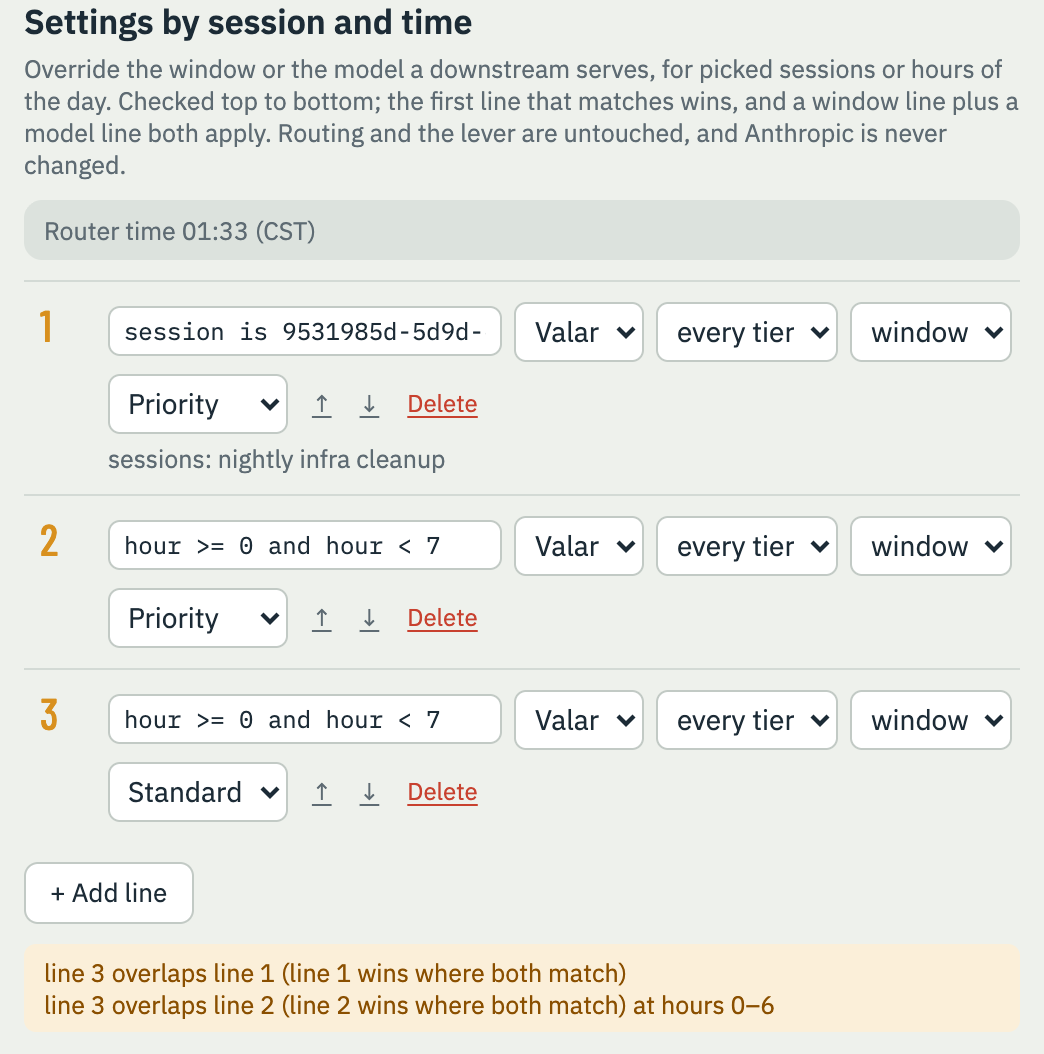 Settings by session and time
Override the window or the model a downstream serves, for picked sessions or hours of
the day. Checked top to bottom; the first line that matches wins, and a window line plus a
model line both apply. Routing and the lever are untouched, and Anthropic is never
changed.
Router time 01:33 (CST)
1 session is 9531985d-5d9d- Valar every tier window
Priority ↑ ↓ Delete
sessions: nightly infra cleanup
2 hour >= 0 and hour < 7 Valar every tier window
Priority ↑ ↓ Delete
3 hour >= 0 and hour < 7 Valar every tier window
Standard ↑ ↓ Delete
+ Add line
line 3 overlaps line 1 (line 1 wins where both match)
line 3 overlaps line 2 (line 2 wins where both match) at hours 0–6